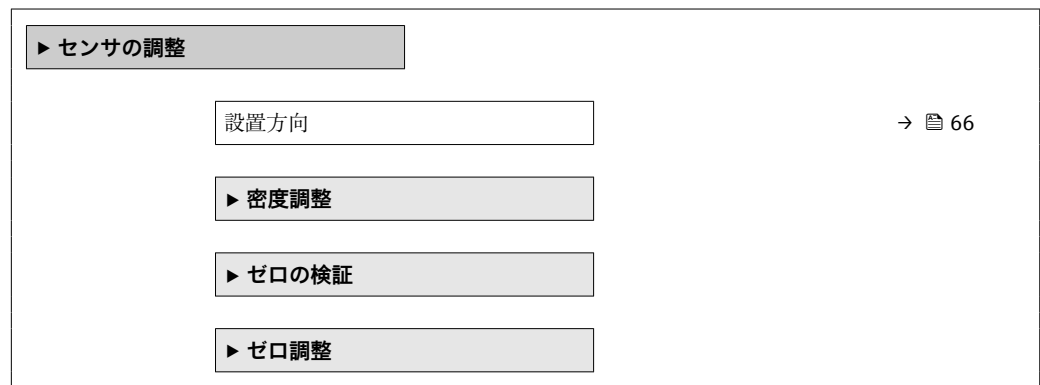 ▶ センサの調整
設置方向 → 66
▶ 密度調整
▶ ゼロの検証
▶ ゼロ調整